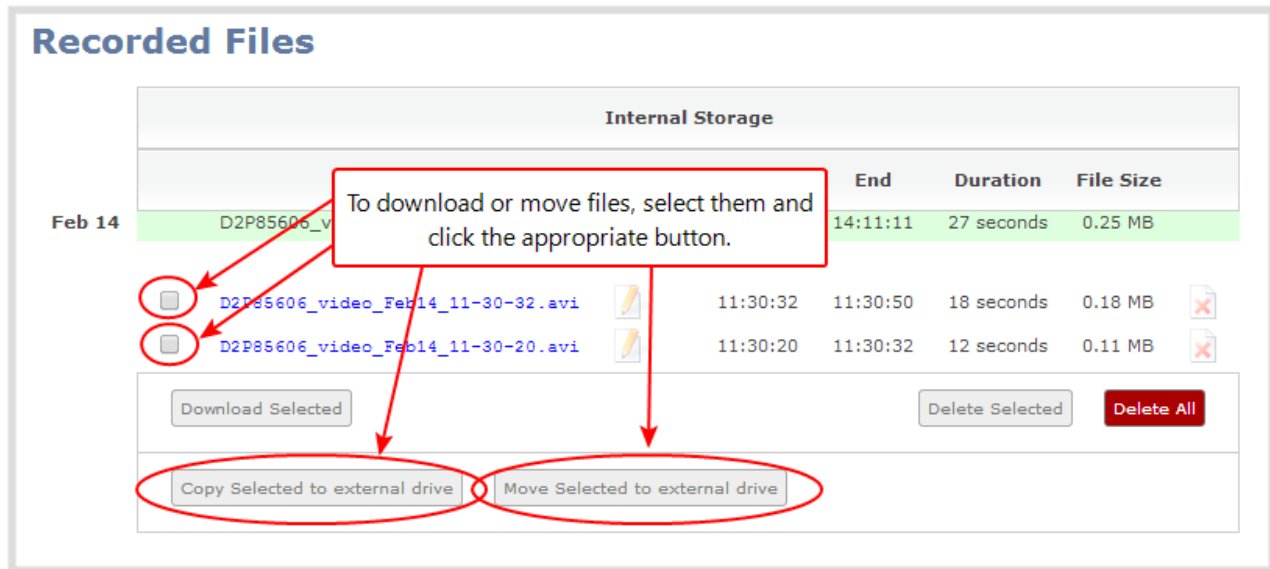 Recorded Files
Internal Storage
End Duration File Size
To download or move files, select them and
click the appropriate button.
Feb 14 14:11:11 27 seconds 0.25 MB
D2P85606_video_Feb14_11-30-32.avi 11:30:32 11:30:50 18 seconds 0.18 MB
D2P85606_video_Feb14_11-30-20.avi 11:30:20 11:30:32 12 seconds 0.11 MB
Download Selected Delete Selected Delete All
Copy Selected to external drive Move Selected to external drive